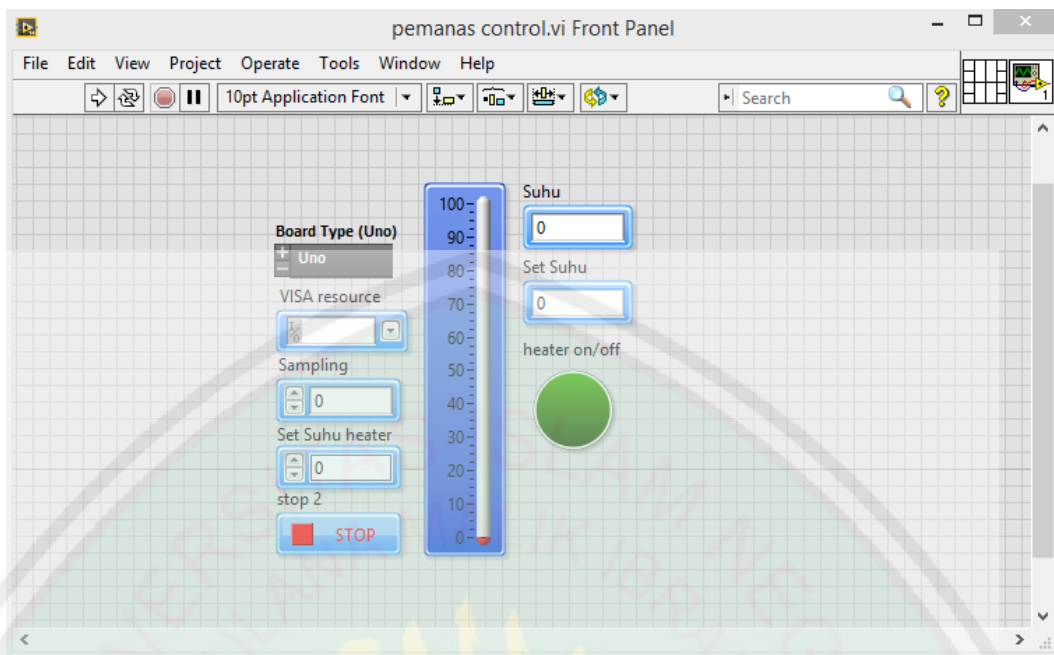 pemanas control.vi Front Panel
File Edit View Project Operate Tools Window Help
10pt Application Font
Search
1
Board Type (Uno)
Uno
VISA resource
Sampling
0
Set Suhu heater
0
stop 2
STOP
100
90
80
70
60
50
40
30
20
10
0
Suhu
0
Set Suhu
0
heater on/off